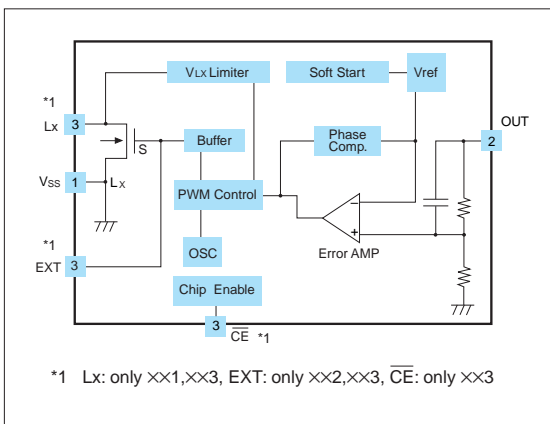 VLX Limiter
Soft Start
Vref
*1
Lx
3
S
Buffer
Phase
Comp.
OUT
2
VSS
1
LX
PWM Control
−
+
Error AMP
*1
EXT
3
OSC
Chip Enable
3
C̅E̅ *1
*1 Lx: only ××1,××3, EXT: only ××2,××3, C̅E̅: only ××3